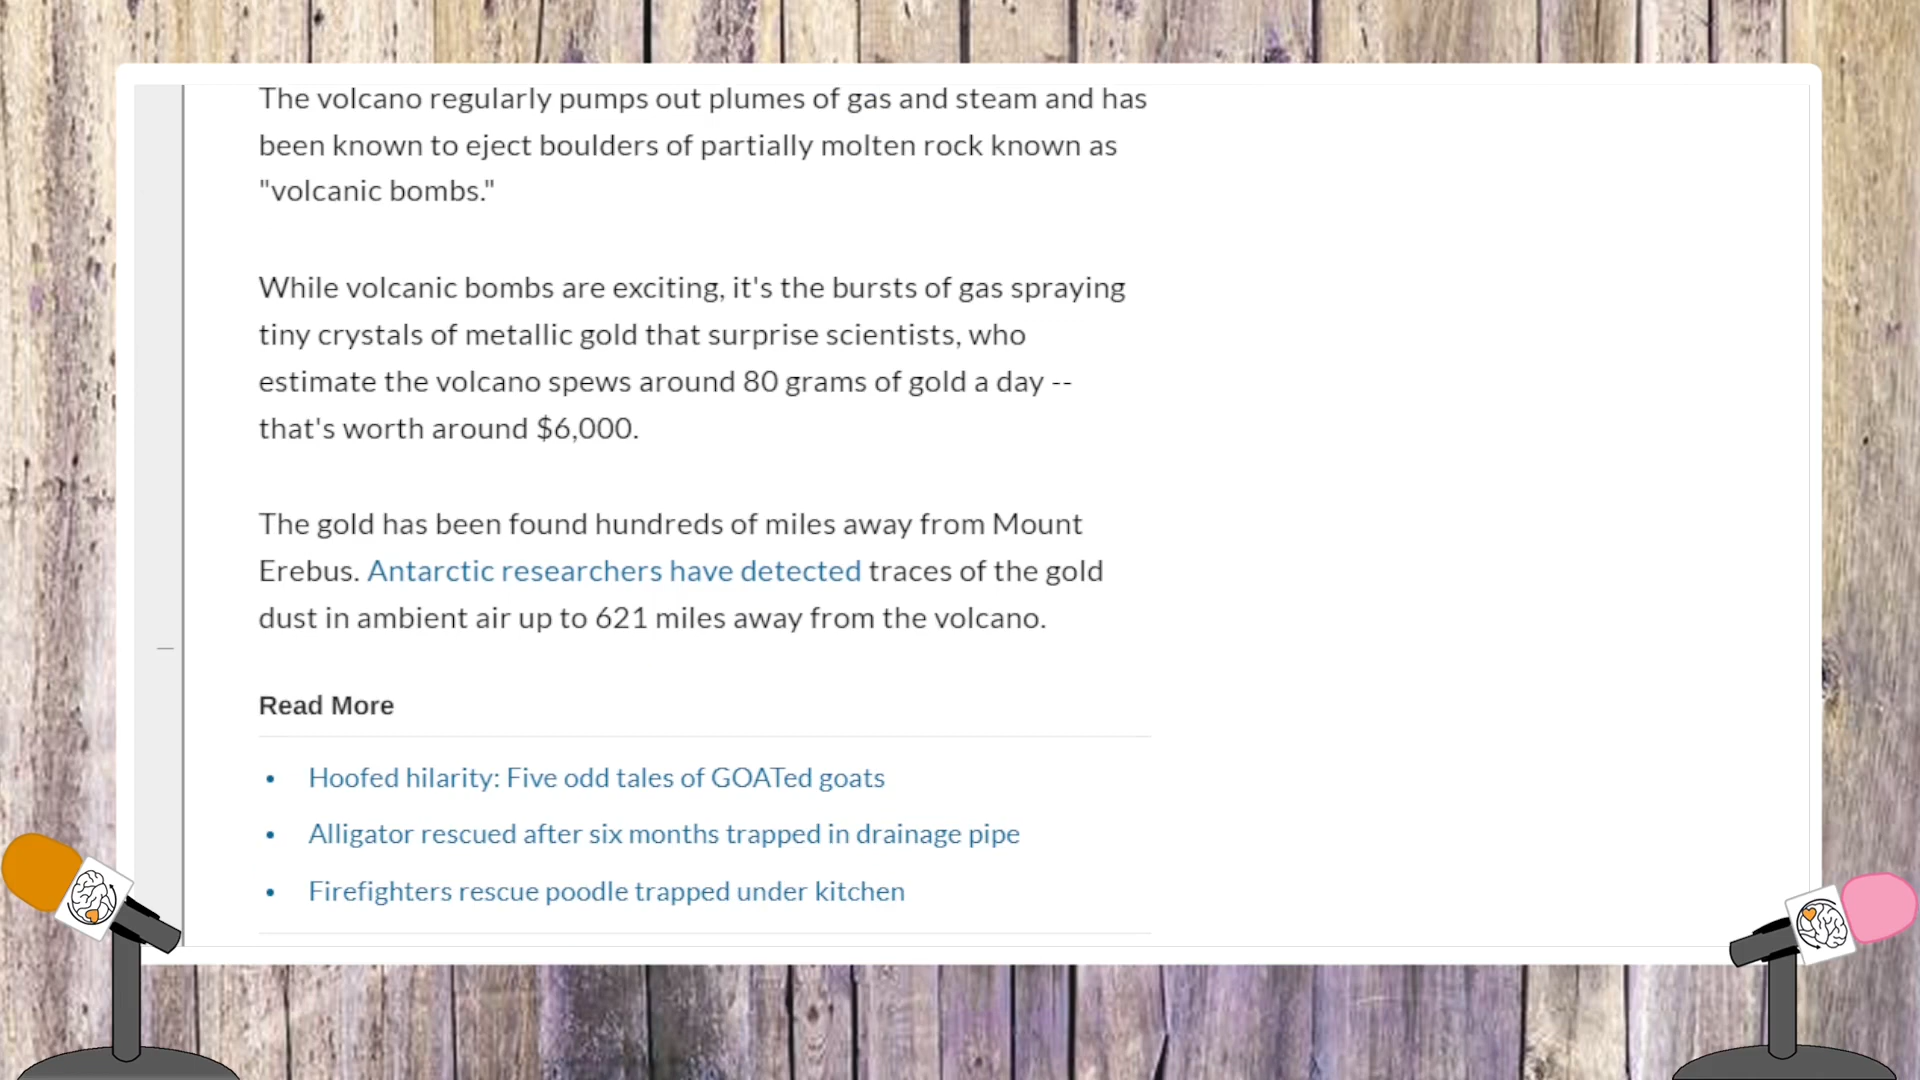 The volcano regularly pumps out plumes of gas and steam and has
been known to eject boulders of partially molten rock known as
"volcanic bombs."
While volcanic bombs are exciting, it's the bursts of gas spraying
tiny crystals of metallic gold that surprise scientists, who
estimate the volcano spews around 80 grams of gold a day --
that's worth around $6,000.
The gold has been found hundreds of miles away from Mount
Erebus. Antarctic researchers have detected traces of the gold
dust in ambient air up to 621 miles away from the volcano.
Read More
• Hoofed hilarity: Five odd tales of GOATed goats
• Alligator rescued after six months trapped in drainage pipe
• Firefighters rescue poodle trapped under kitchen